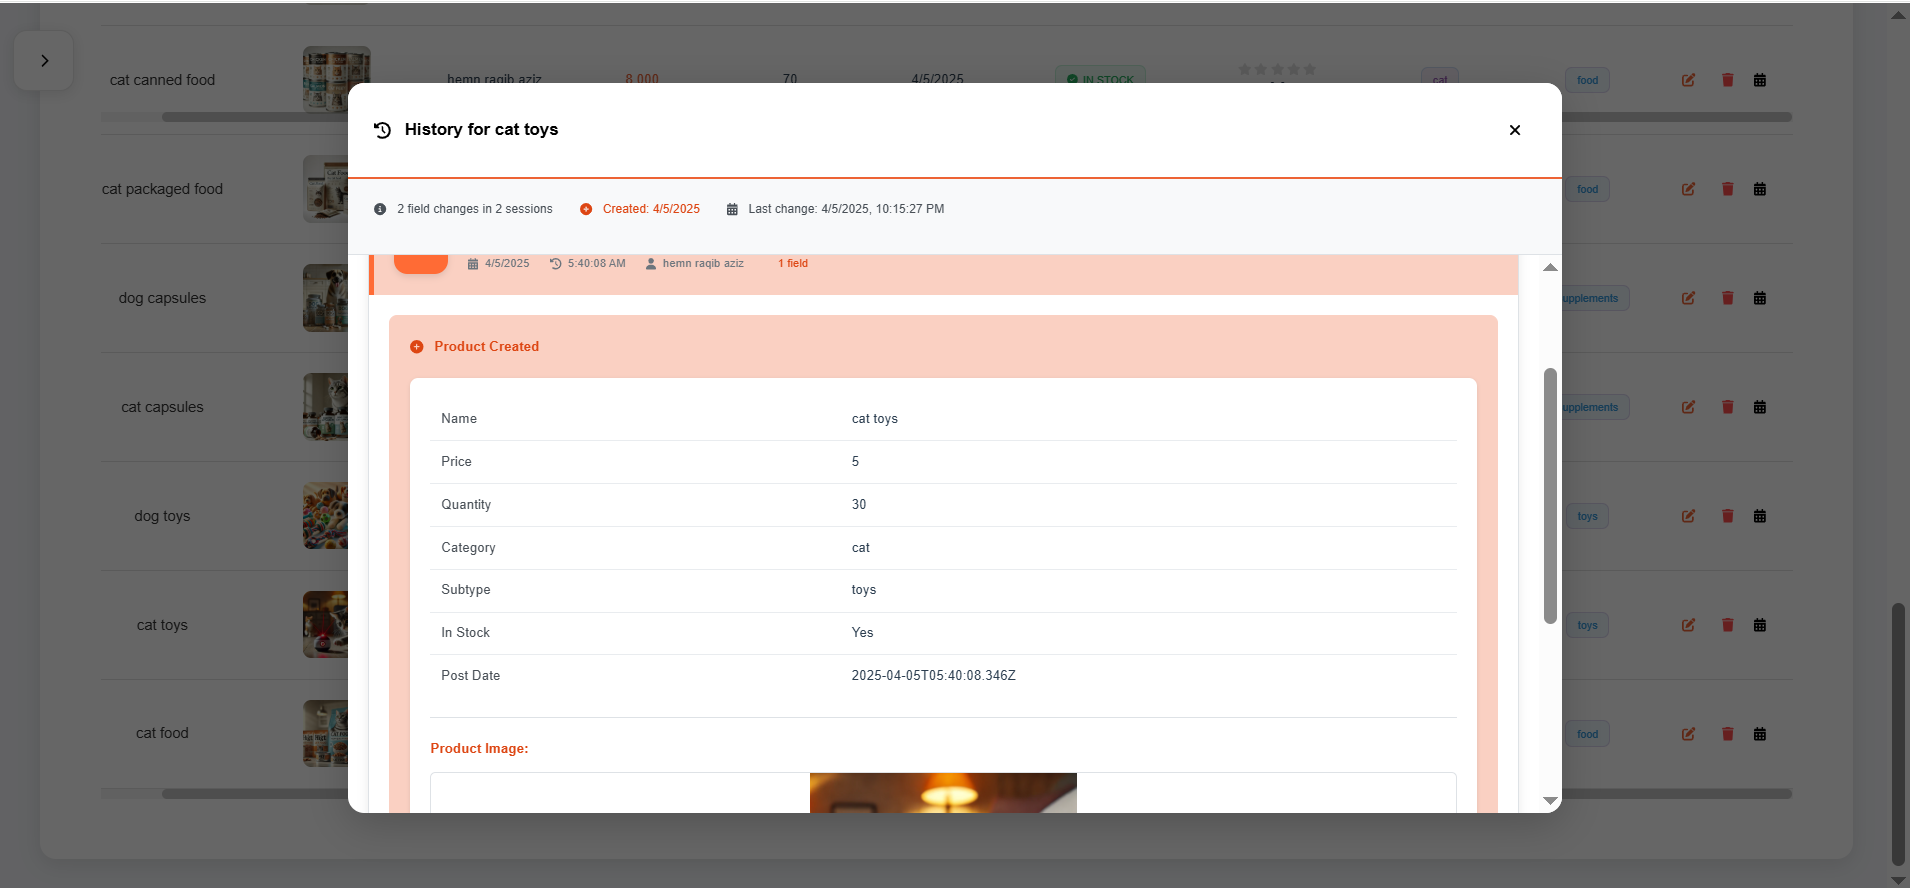 cat canned food hemn raqib aziz 8,000 70 4/5/2025 IN STOCK cat food
History for cat toys
cat packaged food food
2 field changes in 2 sessions Created: 4/5/2025 Last change: 4/5/2025, 10:15:27 PM
4/5/2025 5:40:08 AM hemn raqib aziz 1 field
dog capsules upplements
Product Created
cat capsules upplements
Name cat toys
Price 5
Quantity 30
dog toys toys
Category cat
Subtype toys
cat toys toys
In Stock Yes
Post Date 2025-04-05T05:40:08.346Z
cat food food
Product Image: